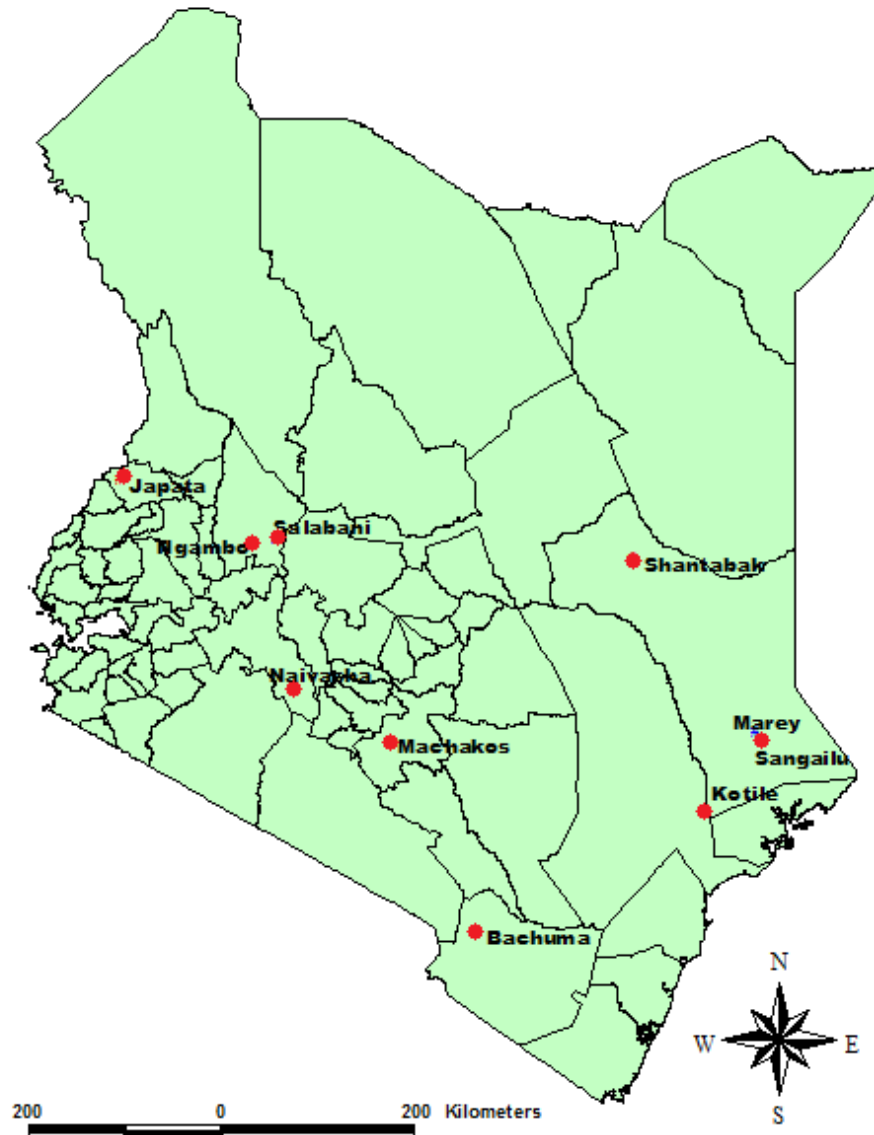 Japata
Salabani
Ngambo
Shantabak
Naivasha
Marey
Machakos
Sangailu
Kotile
Bachuma
N
W E
S
200 0 200 Kilometers